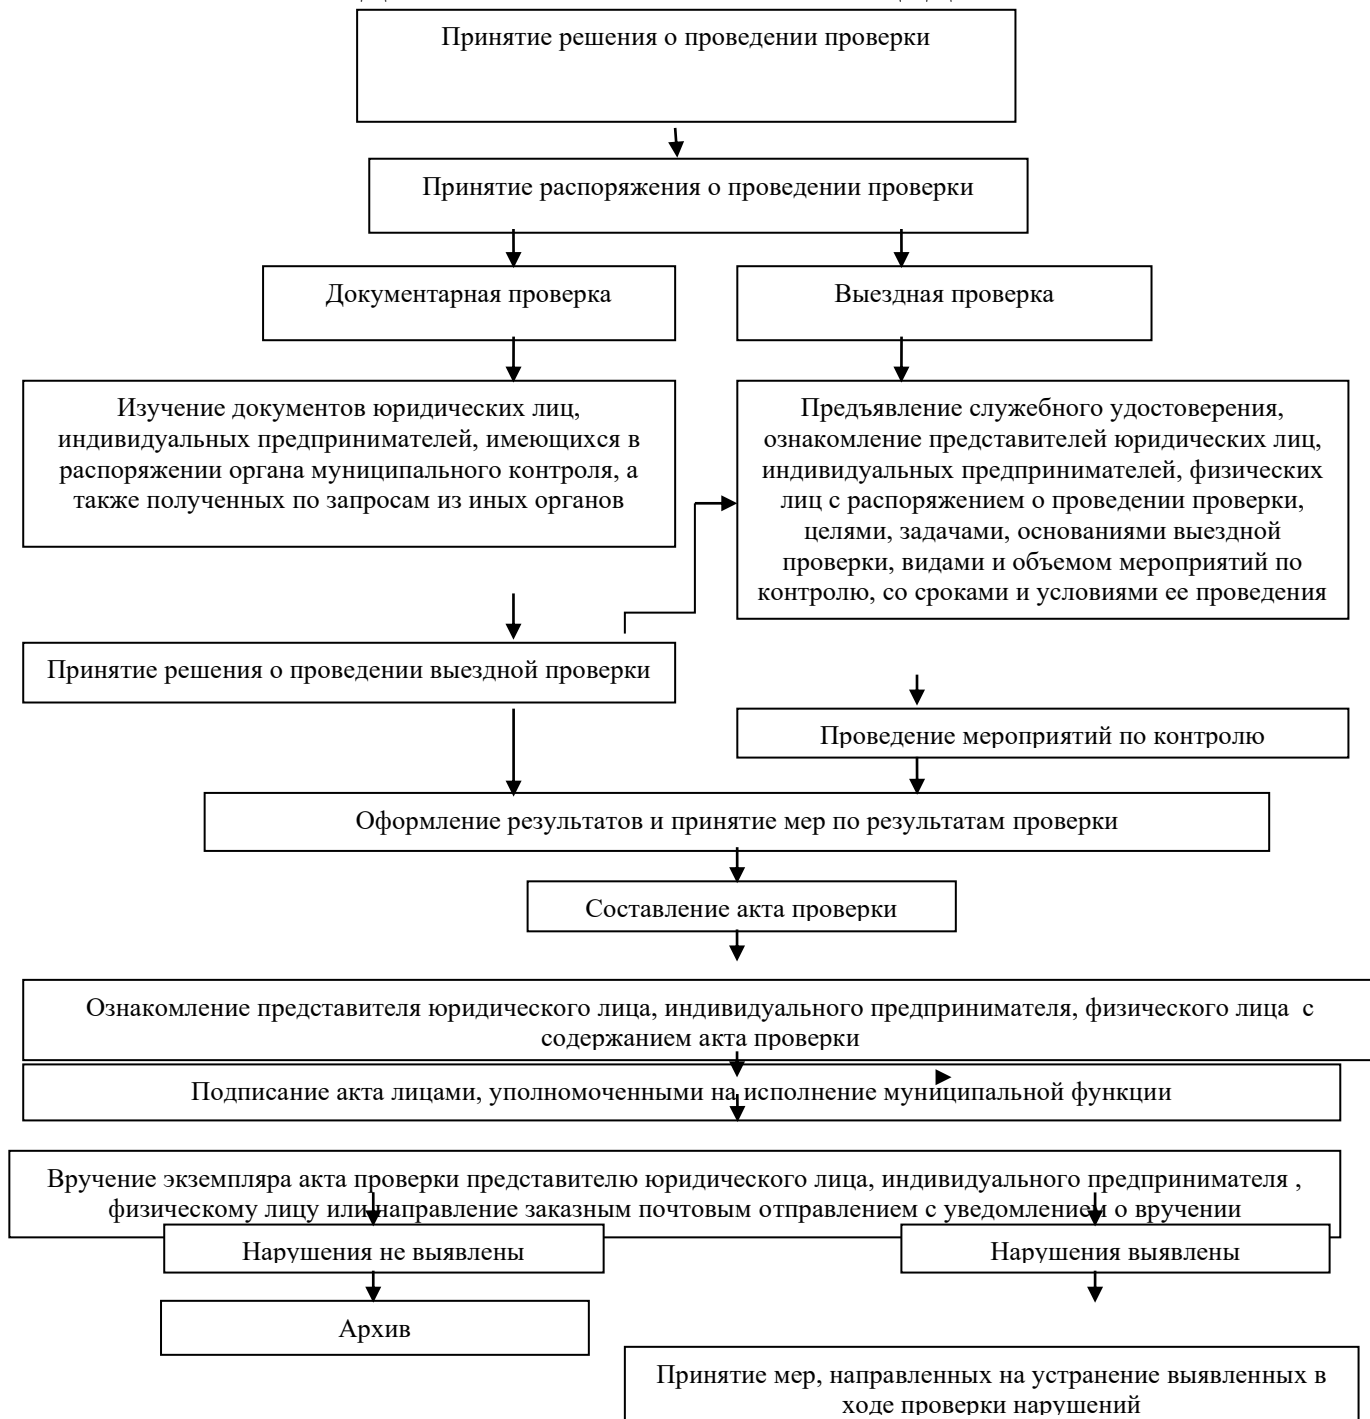 Принятие решения о проведении проверки
Принятие распоряжения о проведении проверки
Документарная проверка
Выездная проверка
Изучение документов юридических лиц,
индивидуальных предпринимателей, имеющихся в
распоряжении органа муниципального контроля, а
также полученных по запросам из иных органов
Предъявление служебного удостоверения,
ознакомление представителей юридических лиц,
индивидуальных предпринимателей, физических
лиц с распоряжением о проведении проверки,
целями, задачами, основаниями выездной
проверки, видами и объемом мероприятий по
контролю, со сроками и условиями ее проведения
Принятие решения о проведении выездной проверки
Проведение мероприятий по контролю
Оформление результатов и принятие мер по результатам проверки
Составление акта проверки
Ознакомление представителя юридического лица, индивидуального предпринимателя, физического лица с
содержанием акта проверки
Подписание акта лицами, уполномоченными на исполнение муниципальной функции
Вручение экземпляра акта проверки представителю юридического лица, индивидуального предпринимателя ,
физическому лицу или направление заказным почтовым отправлением с уведомлением о вручении
Нарушения не выявлены
Нарушения выявлены
Архив
Принятие мер, направленных на устранение выявленных в
ходе проверки нарушений